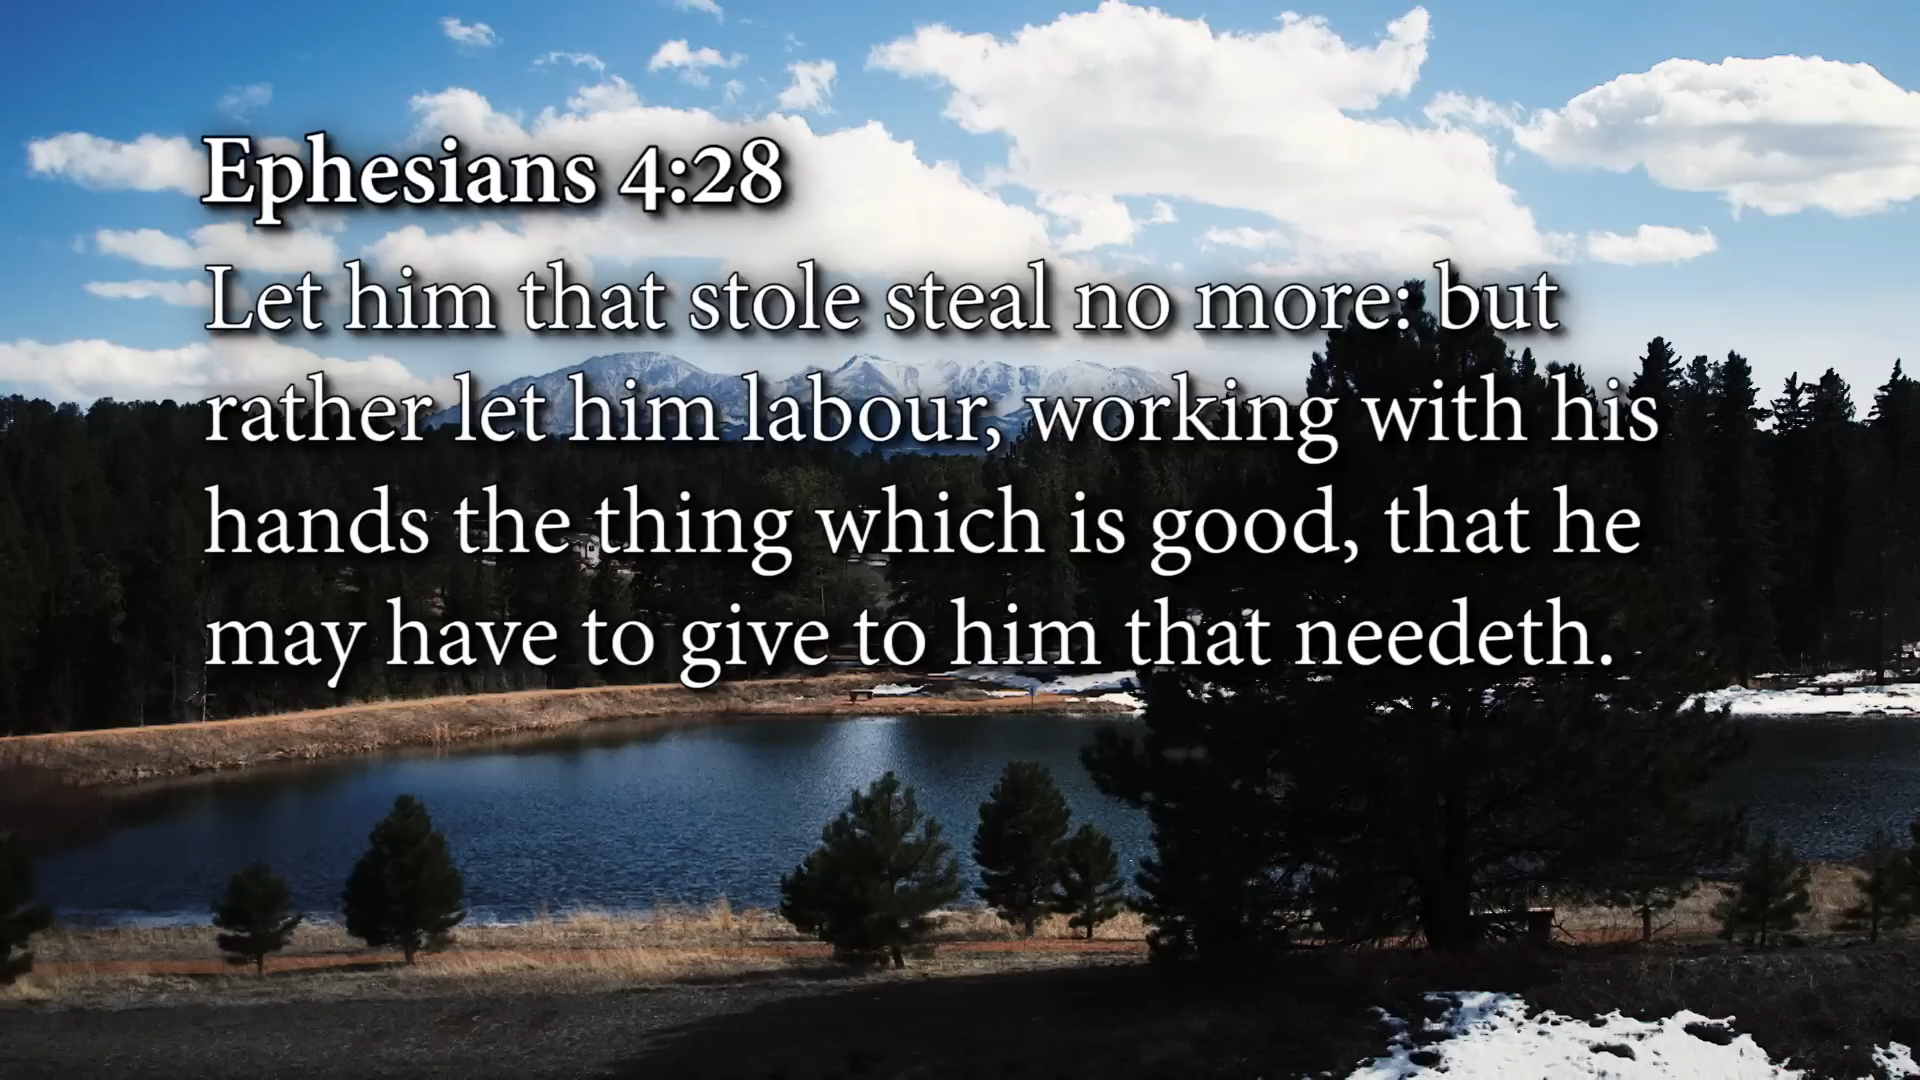 Ephesians 4:28
Let him that stole steal no more: but
rather let him labour, working with his
hands the thing which is good, that he
may have to give to him that needeth.